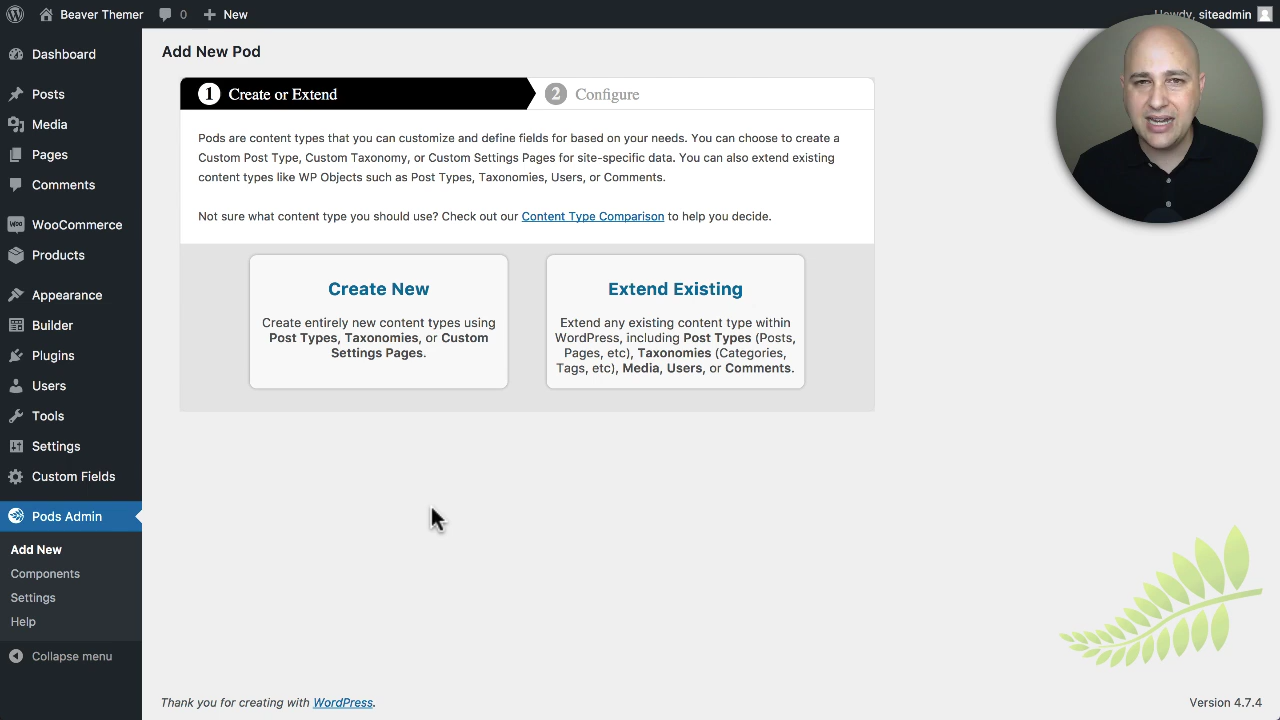 Beaver Themer
0
New
Howdy, siteadmin
Dashboard
Posts
Media
Pages
Comments
WooCommerce
Products
Appearance
Builder
Plugins
Users
Tools
Settings
Custom Fields
Pods Admin
Add New
Components
Settings
Help
Collapse menu
Add New Pod
1 Create or Extend
2 Configure
Pods are content types that you can customize and define fields for based on your needs. You can choose to create a
Custom Post Type, Custom Taxonomy, or Custom Settings Pages for site-specific data. You can also extend existing
content types like WP Objects such as Post Types, Taxonomies, Users, or Comments.
Not sure what content type you should use? Check out our Content Type Comparison to help you decide.
Create New
Create entirely new content types using
Post Types, Taxonomies, or Custom
Settings Pages.
Extend Existing
Extend any existing content type within
WordPress, including Post Types (Posts,
Pages, etc), Taxonomies (Categories,
Tags, etc), Media, Users, or Comments.
Thank you for creating with WordPress.
Version 4.7.4